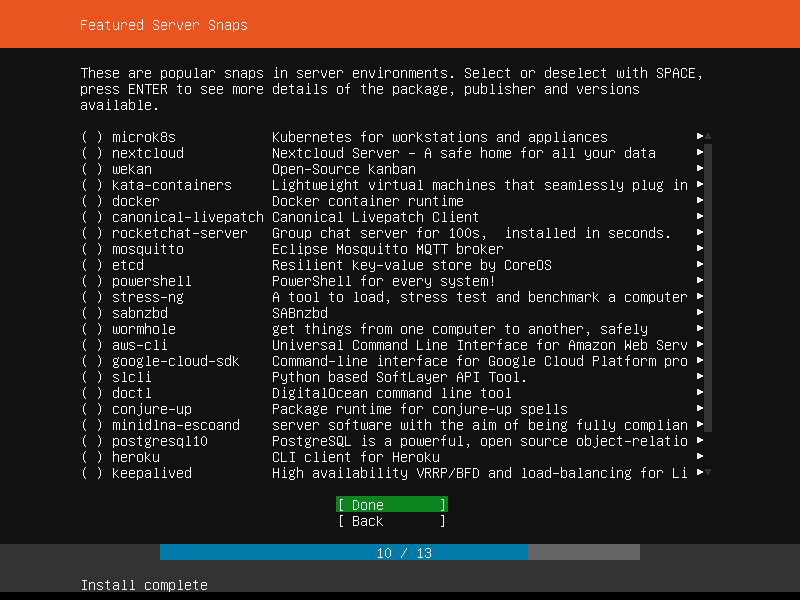 Featured Server Snaps
These are popular snaps in server environments. Select or deselect with SPACE,
press ENTER to see more details of the package, publisher and versions
available.
( ) microk8s Kubernetes for workstations and appliances ►
( ) nextcloud Nextcloud Server - A safe home for all your data ►
( ) wekan Open-Source kanban ►
( ) kata-containers Lightweight virtual machines that seamlessly plug in ►
( ) docker Docker container runtime ►
( ) canonical-livepatch Canonical Livepatch Client ►
( ) rocketchat-server Group chat server for 100s,  installed in seconds. ►
( ) mosquitto Eclipse Mosquitto MQTT broker ►
( ) etcd Resilient key-value store by CoreOS ►
( ) powershell PowerShell for every system! ►
( ) stress-ng A tool to load, stress test and benchmark a computer ►
( ) sabnzbd SABnzbd ►
( ) wormhole get things from one computer to another, safely ►
( ) aws-cli Universal Command Line Interface for Amazon Web Serv ►
( ) google-cloud-sdk Command-line interface for Google Cloud Platform pro ►
( ) slcli Python based SoftLayer API Tool. ►
( ) doctl DigitalOcean command line tool ►
( ) conjure-up Package runtime for conjure-up spells ►
( ) minidlna-escoand server software with the aim of being fully complian ►
( ) postgresql10 PostgreSQL is a powerful, open source object-relatio ►
( ) heroku CLI client for Heroku ►
( ) keepalived High availability VRRP/BFD and load-balancing for Li ►
[ Done ]
[ Back ]
10 / 13
Install complete